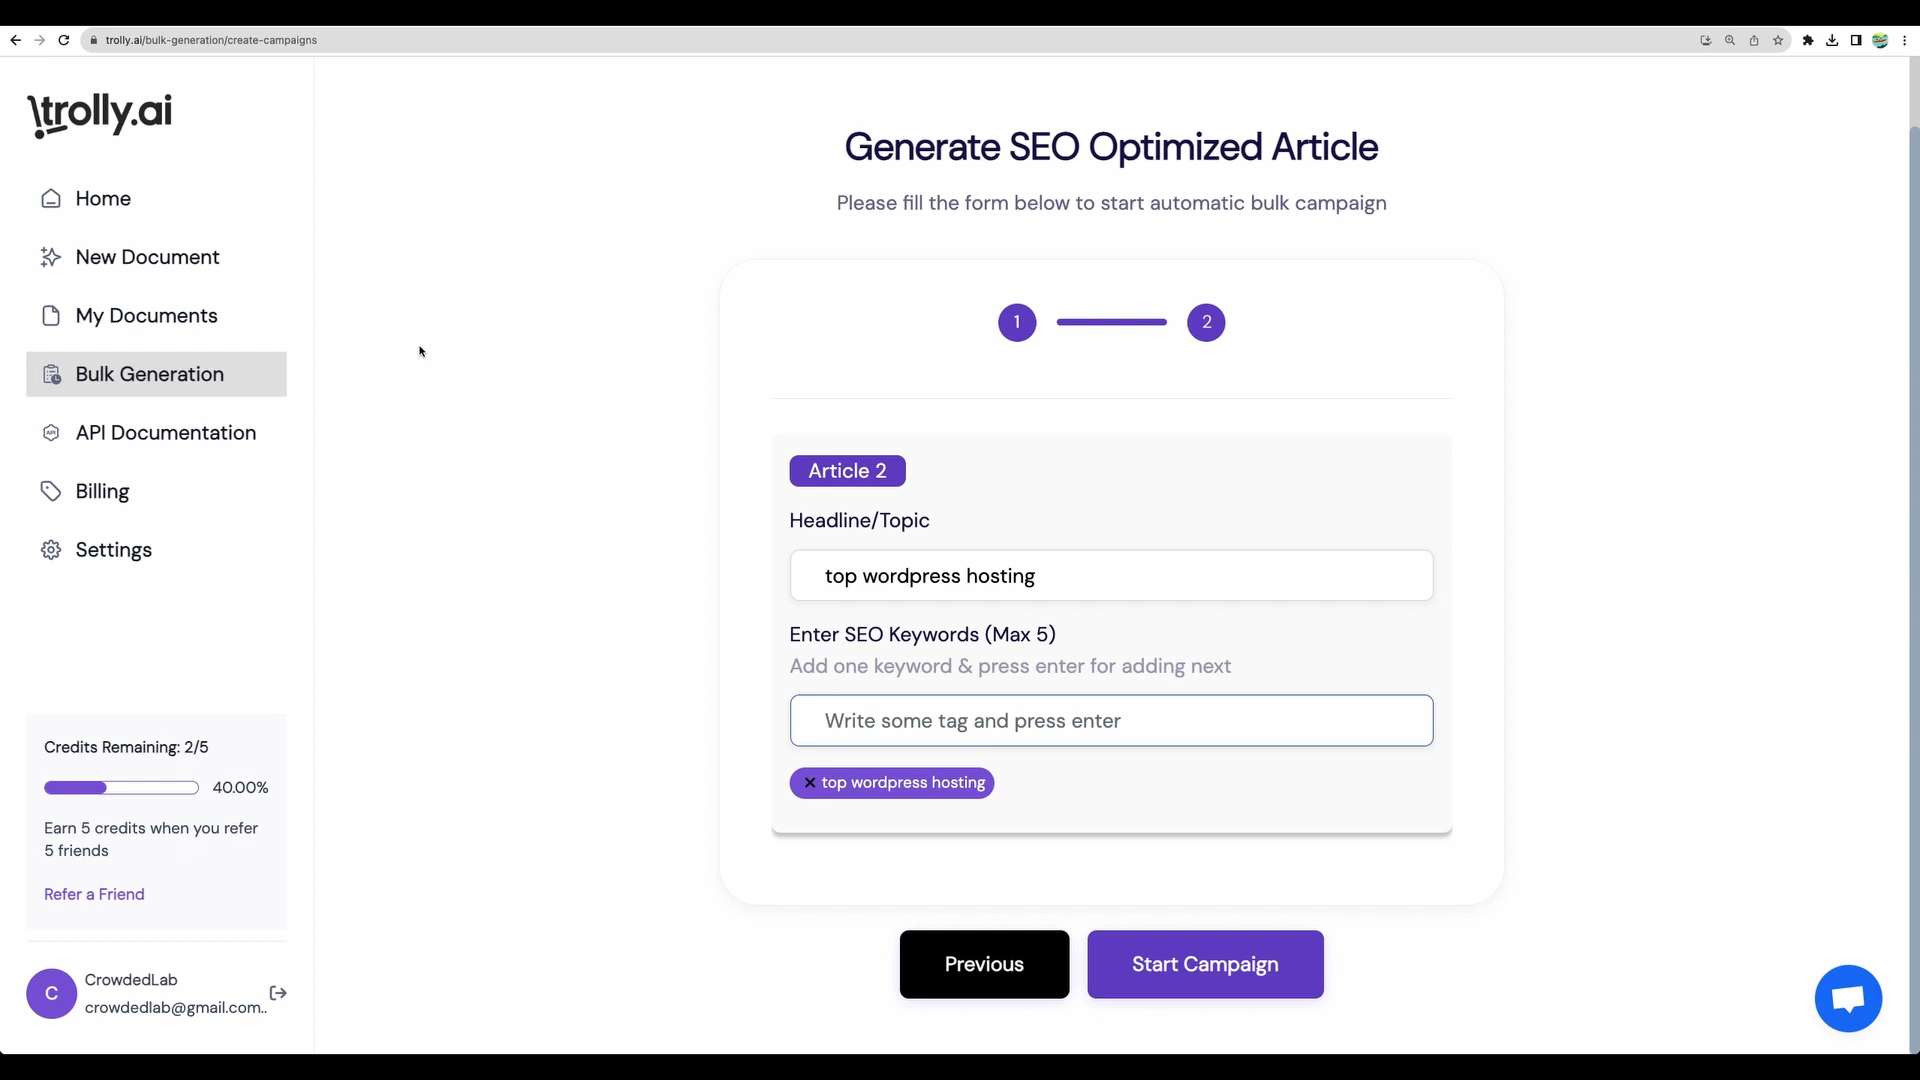 trolly.ai/bulk-generation/create-campaigns
trolly.ai
Home
New Document
My Documents
Bulk Generation
API
API Documentation
Billing
Settings
Credits Remaining: 2/5
40.00%
Earn 5 credits when you refer
5 friends
Refer a Friend
C
CrowdedLab
crowdedlab@gmail.com..
Generate SEO Optimized Article
Please fill the form below to start automatic bulk campaign
1
2
Article 2
Headline/Topic
top wordpress hosting
Enter SEO Keywords (Max 5)
Add one keyword & press enter for adding next
Write some tag and press enter
× top wordpress hosting
Previous
Start Campaign